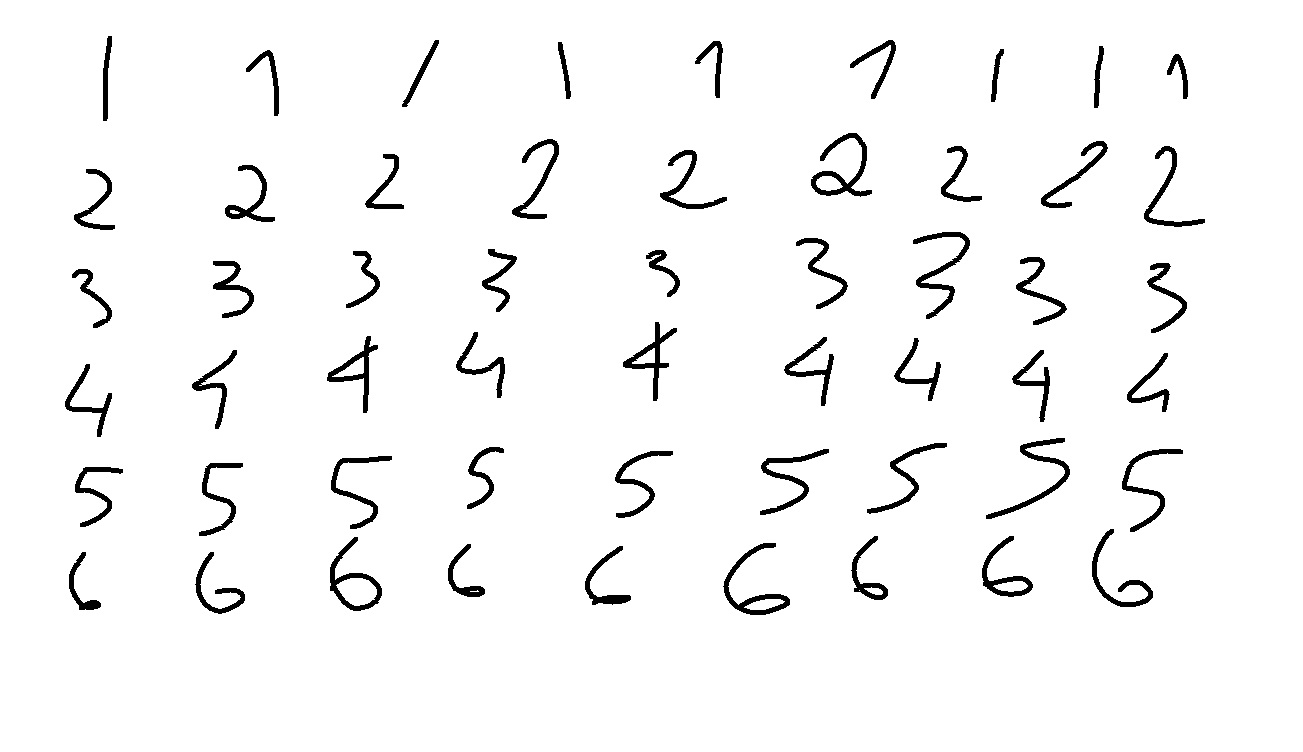 1 1 1 1 1 1 1 1 1
2 2 2 2 2 2 2 2 2
3 3 3 3 3 3 3 3 3
4 4 4 4 4 4 4 4 4
5 5 5 5 5 5 5 5 5
6 6 6 6 6 6 6 6 6